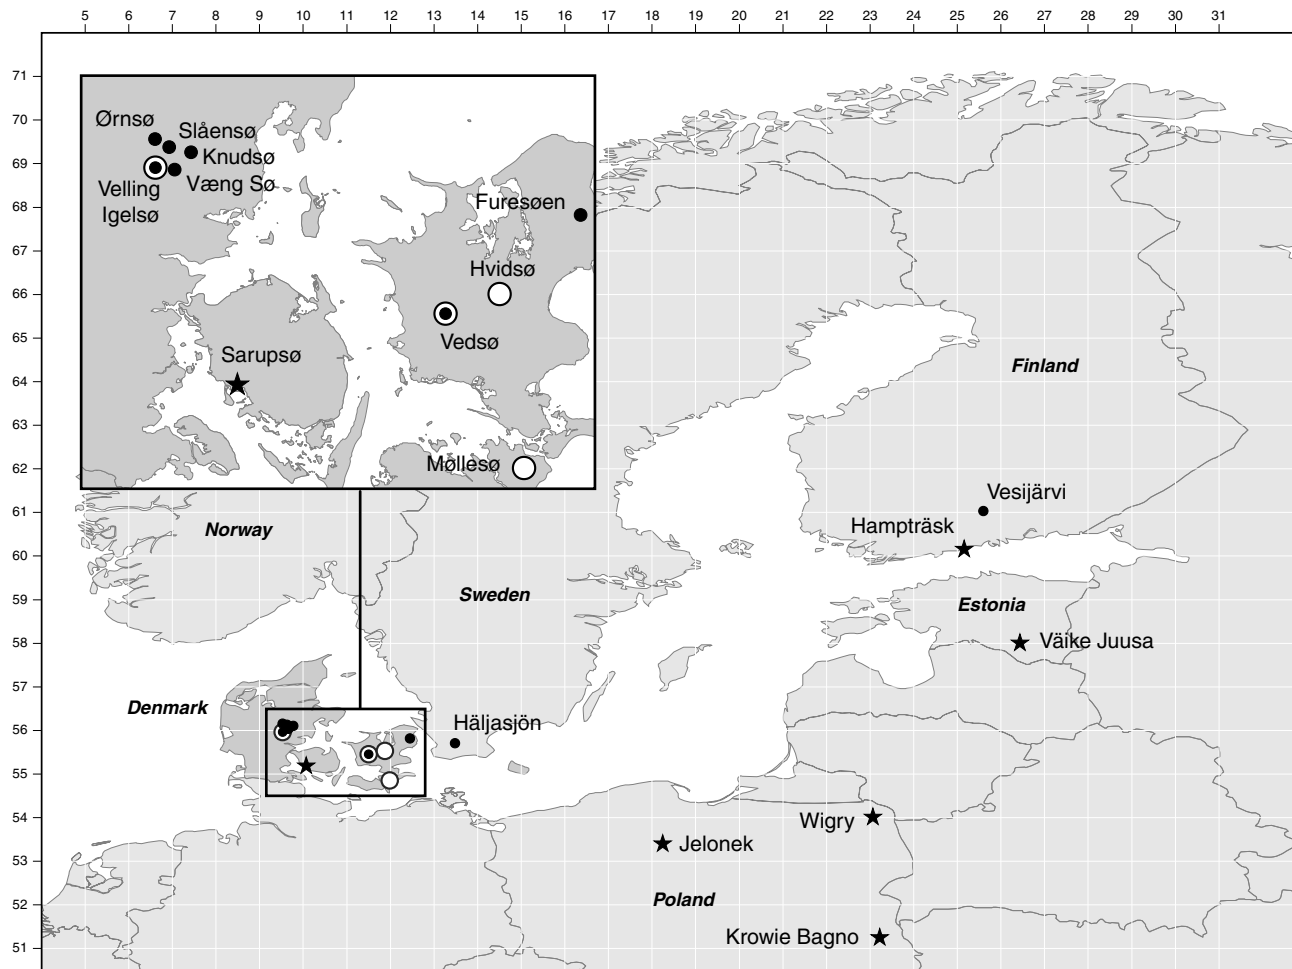 5 6 7 8 9 10 11 12 13 14 15 16 17 18 19 20 21 22 23 24 25 26 27 28 29 30 31
71
70
69
68
67
66
65
64
63
62
61
60
59
58
57
56
55
54
53
52
51
Ørnsø
Slåensø
Knudsø
Væng Sø
Velling
Igelsø
Furesøen
Hvidsø
Vedsø
Sarupsø
Møllesø
Finland
Vesijärvi
Hampträsk
Norway
Sweden
Estonia
Väike Juusa
Denmark
Häljasjön
Wigry
Jelonek
Poland
Krowie Bagno